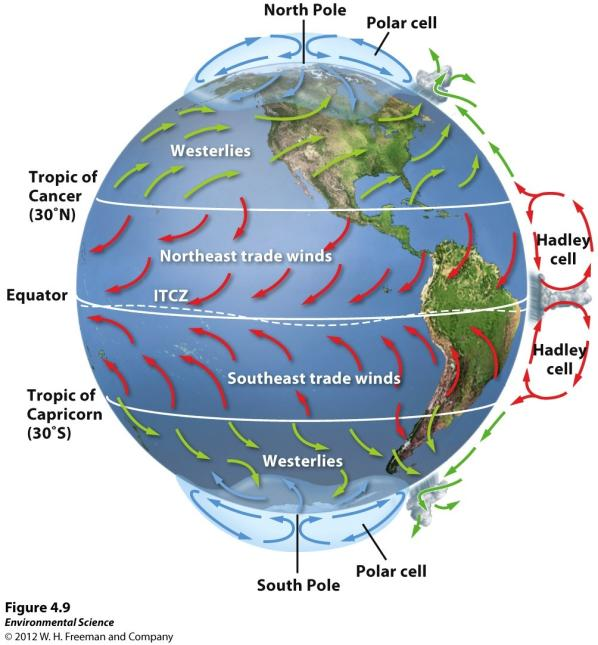 North Pole
Polar cell
Westerlies
Tropic of
Cancer
(30˚N)
Northeast trade winds
Hadley
cell
Equator
ITCZ
Hadley
cell
Southeast trade winds
Tropic of
Capricorn
(30˚S)
Westerlies
Polar cell
South Pole
Figure 4.9
Environmental Science
© 2012 W. H. Freeman and Company